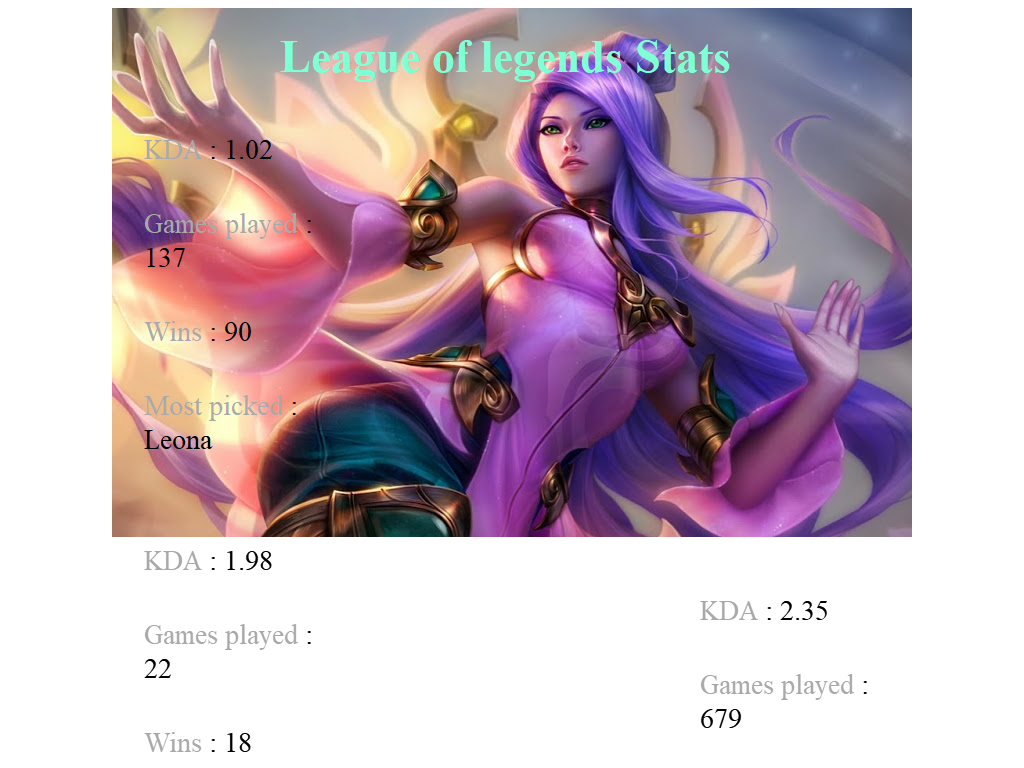 League of legends Stats
KDA : 1.02
Games played :
137
Wins : 90
Most picked :
Leona
KDA : 1.98
Games played :
22
Wins : 18
KDA : 2.35
Games played :
679